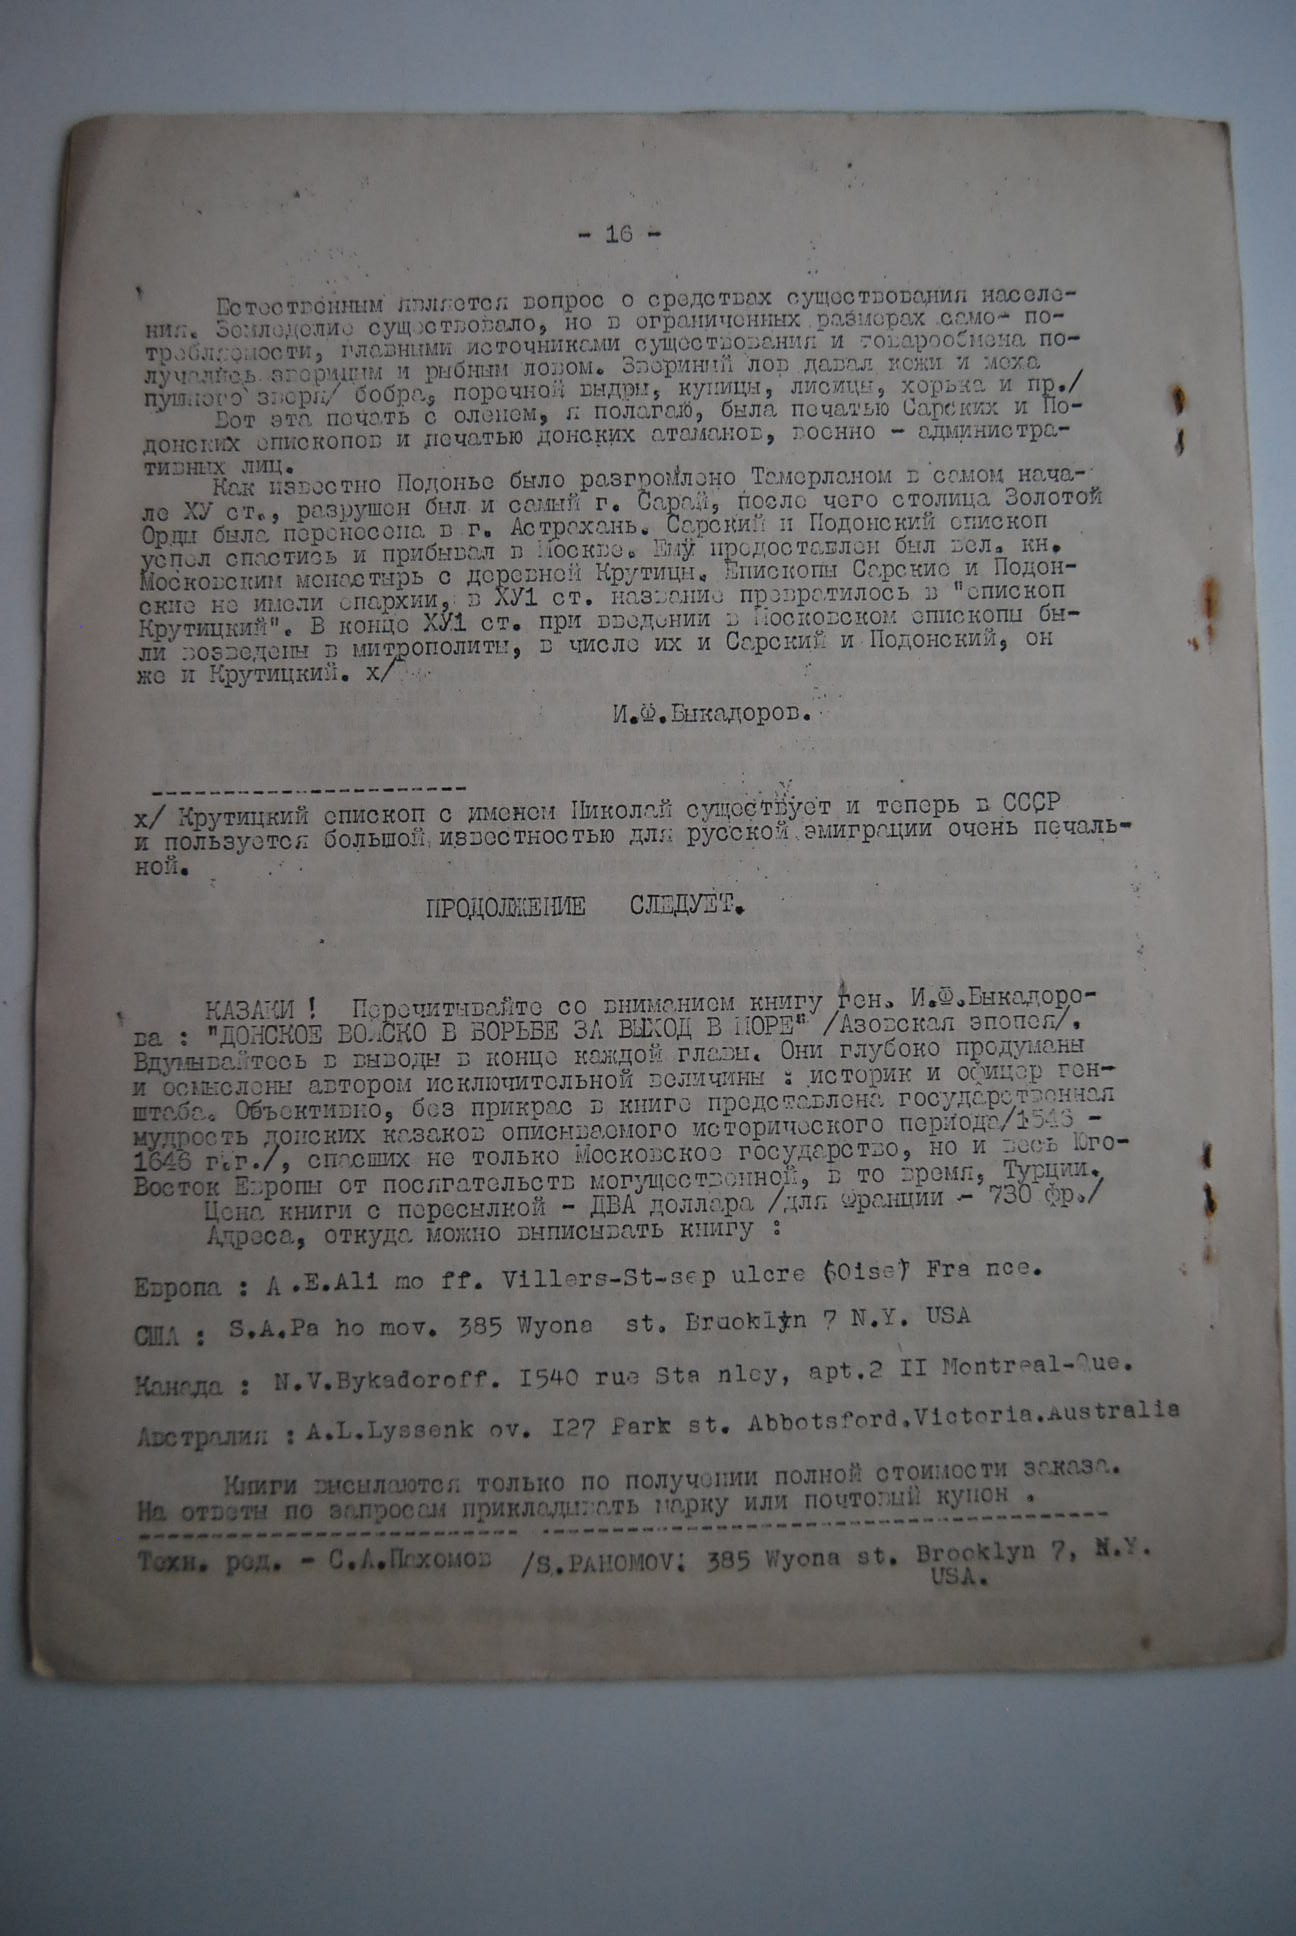 - 16 -
Естественным является вопрос о средствах существования населе-
ния. Земледелие существовало, но в ограниченных размерах само- по-
требляемости, главными источниками существования и товарообмена по-
лучались звериным и рыбным ловом. Звериний лов давал кожи и меха
пушного зверя/ бобра, поречной выдры, куницы, лисицы, хорька и пр./
Вот эта печать с оленем, я полагаю, была печатью Сарских и По-
донских епископов и печатью донских атаманов, военно - администра-
тивных лиц.
Как известно Подонье было разгромлено Тамерланом в самом нача-
ле ХУ ст., разрушен был и самый г. Сарай, после чего столица Золотой
Орды была перенесена в г. Астрахань. Сарский и Подонский епископ
успел спастись и прибывал в Москве. Ему предоставлен был вел. кн.
Московским монастырь с деревней Крутицы. Епископы Сарские и Подон-
ские не имели епархии, в ХУ1 ст. название превратилось в "епископ
Крутицкий". В конце ХУ1 ст. при введении в Московском епископы бы-
ли возведены в митрополиты, в числе их и Сарский и Подонский, он
же и Крутицкий. х/
И.Ф.Быкадоров.
х/ Крутицкий епископ с именем Николай существует и теперь в СССР
и пользуется большой известностью для русской эмиграции очень печаль-
ной.
ПРОДОЛЖЕНИЕ СЛЕДУЕТ.
КАЗАКИ ! Перечитывайте со вниманием книгу ген. И.Ф.Быкадоро-
ва : "ДОНСКОЕ ВОЙСКО В БОРЬБЕ ЗА ВЫХОД В МОРЕ" /Азовская эпопея/.
Вдумывайтесь в выводы в конце каждой главы. Они глубоко продуманы
и осмыслены автором исключительной величины : историк и офицер ген-
штаба. Объективно, без прикрас в книге представлена государственная
мудрость донских казаков описываемого исторического периода/1546 -
1646 г.г./, спасших не только Московское государство, но и весь Юго-
Восток Европы от посягательств могущественной, в то время, Турции.
Цена книги с пересылкой - ДВА доллара /для Франции - 730 фр./
Адреса, откуда можно выписывать книгу :
Европа : A .E.Ali mo ff. Villers-St-sep ulcre (Oise) Fra nce.
США : S.A.Pa ho mov. 385 Wyona st. Brooklyn 7 N.Y. USA
Канада : N.V.Bykadoroff. I540 rue Sta nley, apt.2 II Montreal-Que.
Австралия : A.L.Lyssenk ov. I27 Park st. Abbotsford.Victoria.Australia
Книги высылаются только по получении полной стоимости заказа.
На ответы по запросам прикладывать марку или почтовый купон .
Техн. ред. - С.А.Пахомов /S.PAHOMOV: 385 Wyona st. Brooklyn 7, N.Y.
USA.